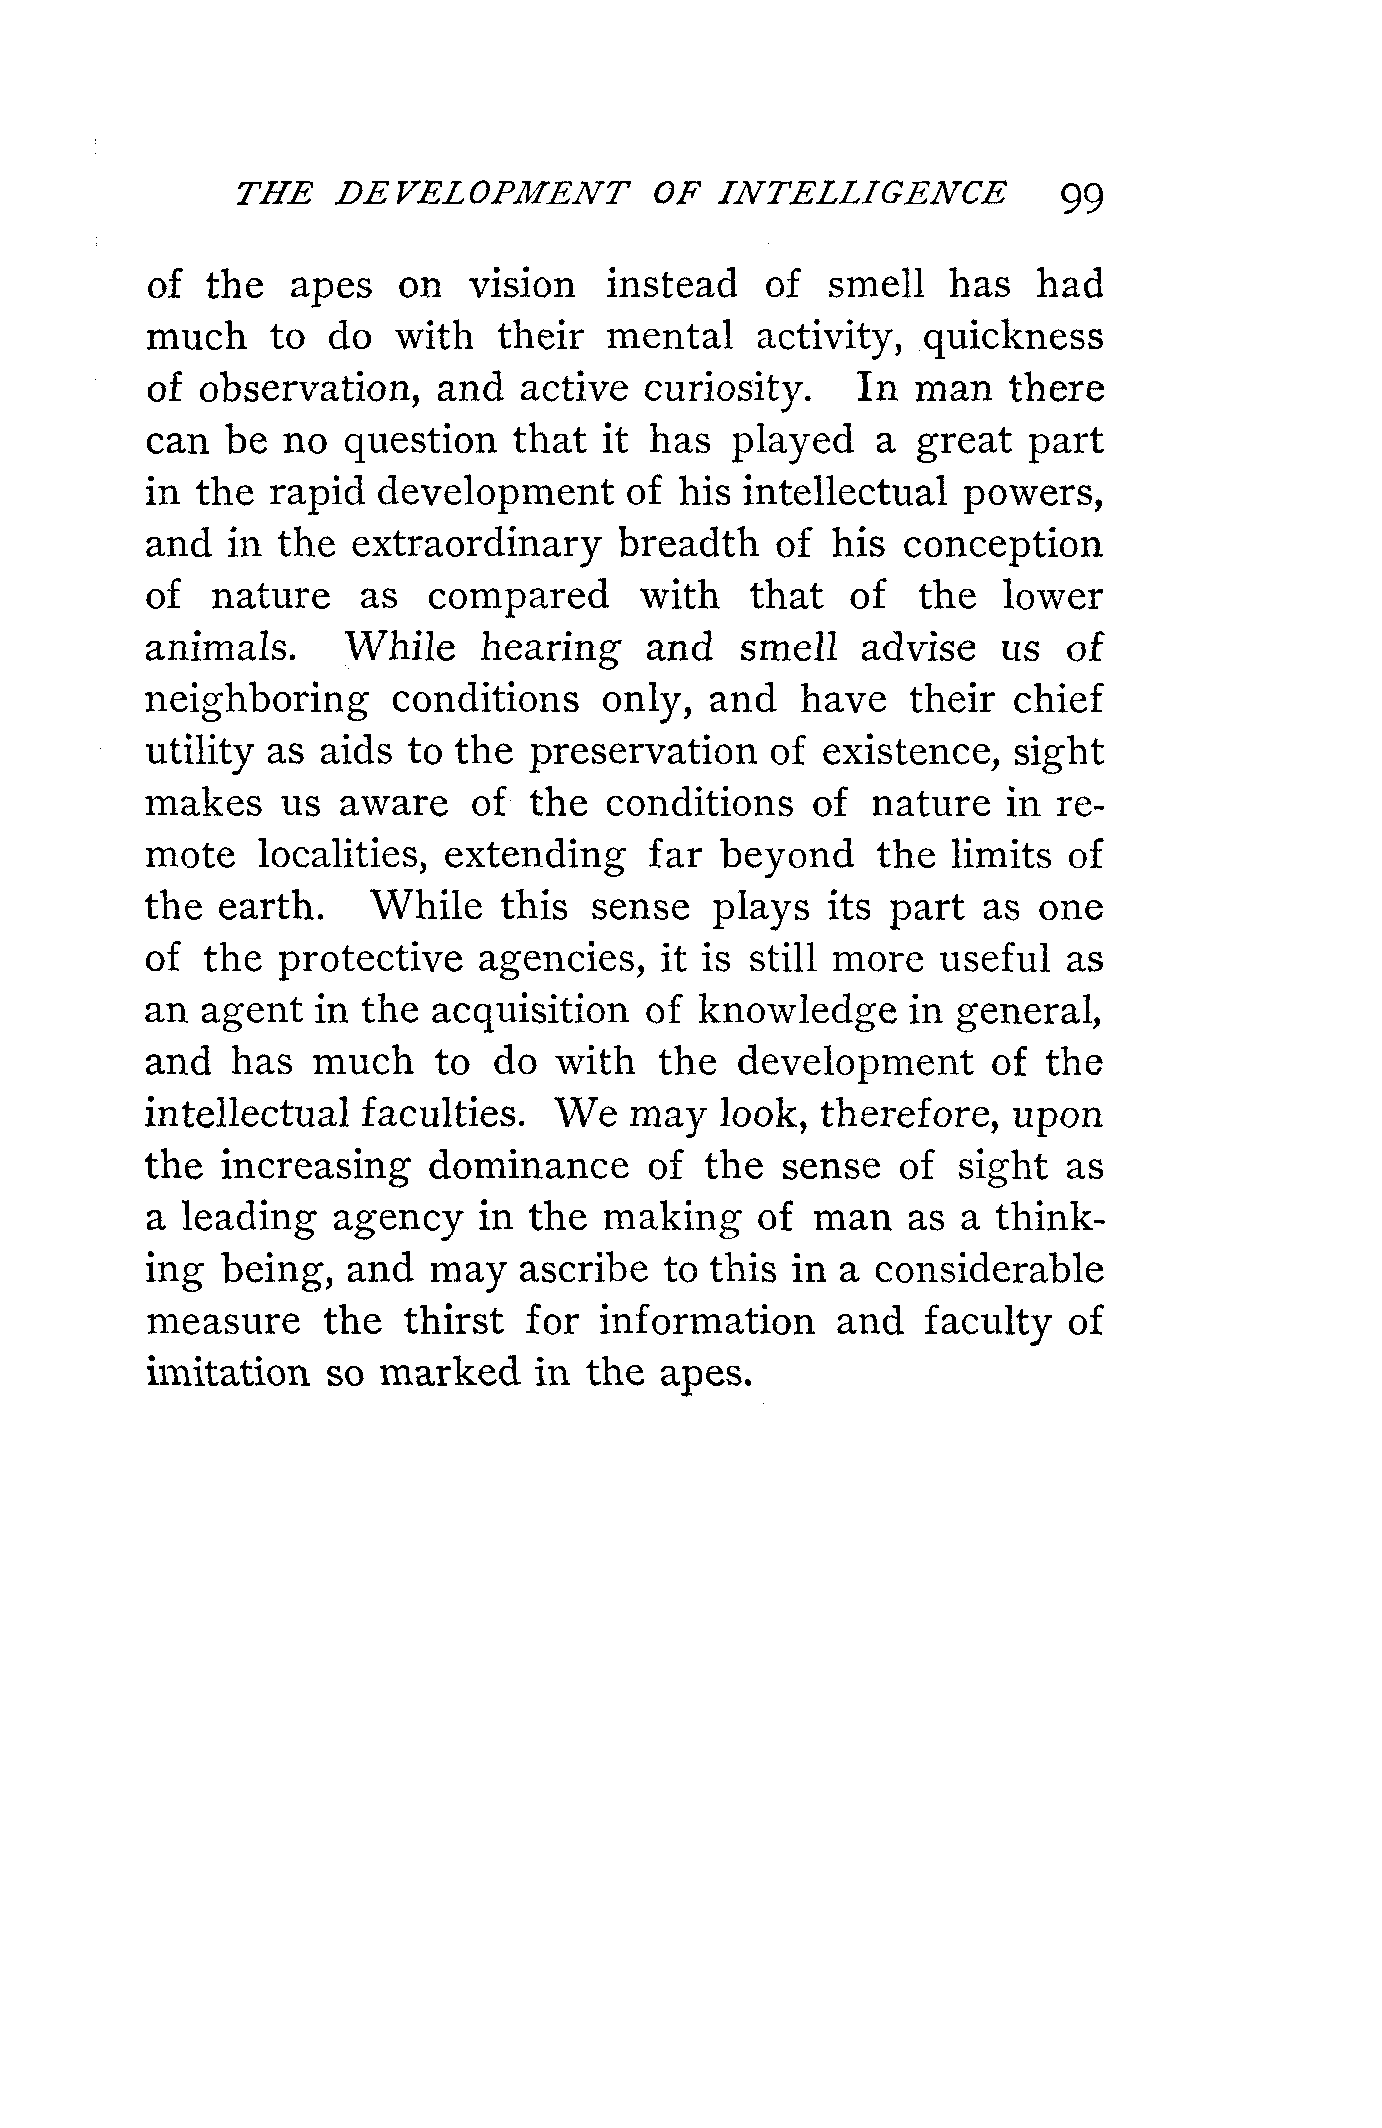 THE DEVELOPMENT OF INTELLIGENCE 99
of the apes on vision instead of smell has had
much to do with their mental activity, quickness
of observation, and active curiosity. In man there
can be no question that it has played a great part
in the rapid development of his intellectual powers,
and in the extraordinary breadth of his conception
of nature as compared with that of the lower
animals. While hearing and smell advise us of
neighboring conditions only, and have their chief
utility as aids to the preservation of existence, sight
makes us aware of the conditions of nature in re-
mote localities, extending far beyond the limits of
the earth. While this sense plays its part as one
of the protective agencies, it is still more useful as
an agent in the acquisition of knowledge in general,
and has much to do with the development of the
intellectual faculties. We may look, therefore, upon
the increasing dominance of the sense of sight as
a leading agency in the making of man as a think-
ing being, and may ascribe to this in a considerable
measure the thirst for information and faculty of
imitation so marked in the apes.